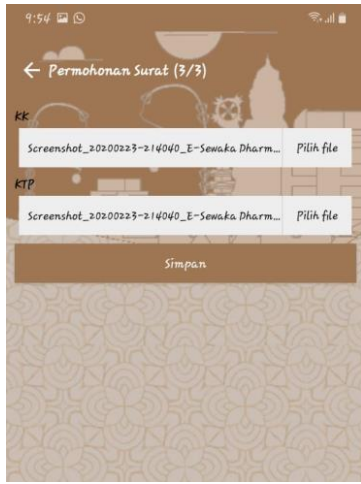 9:54
← Permohonan Surat (3/3)
KK
Screenshot_20200223-214040_E-Sewaka Dharm... Pilih file
KTP
Screenshot_20200223-214040_E-Sewaka Dharm... Pilih file
Simpan